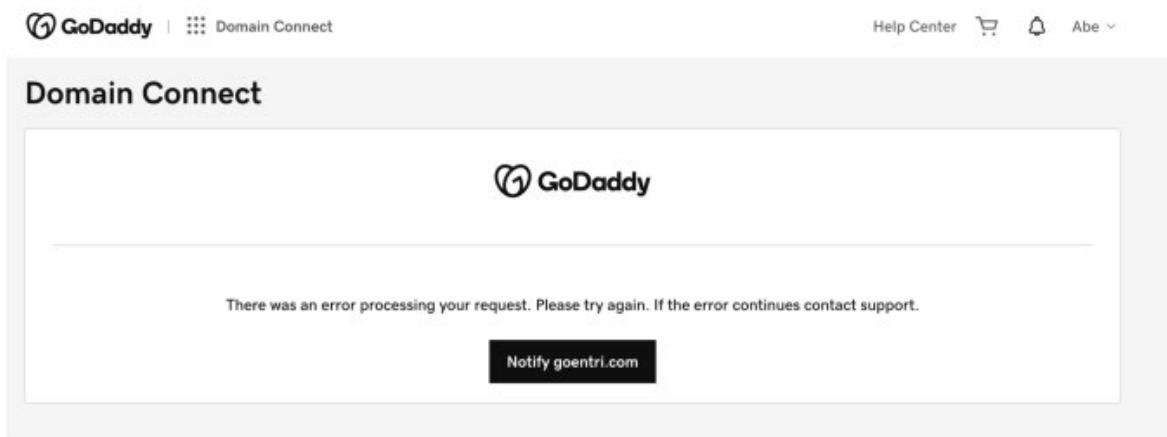 GoDaddy Domain Connect Help Center Abe
Domain Connect
GoDaddy
There was an error processing your request. Please try again. If the error continues contact support.
Notify goentri.com